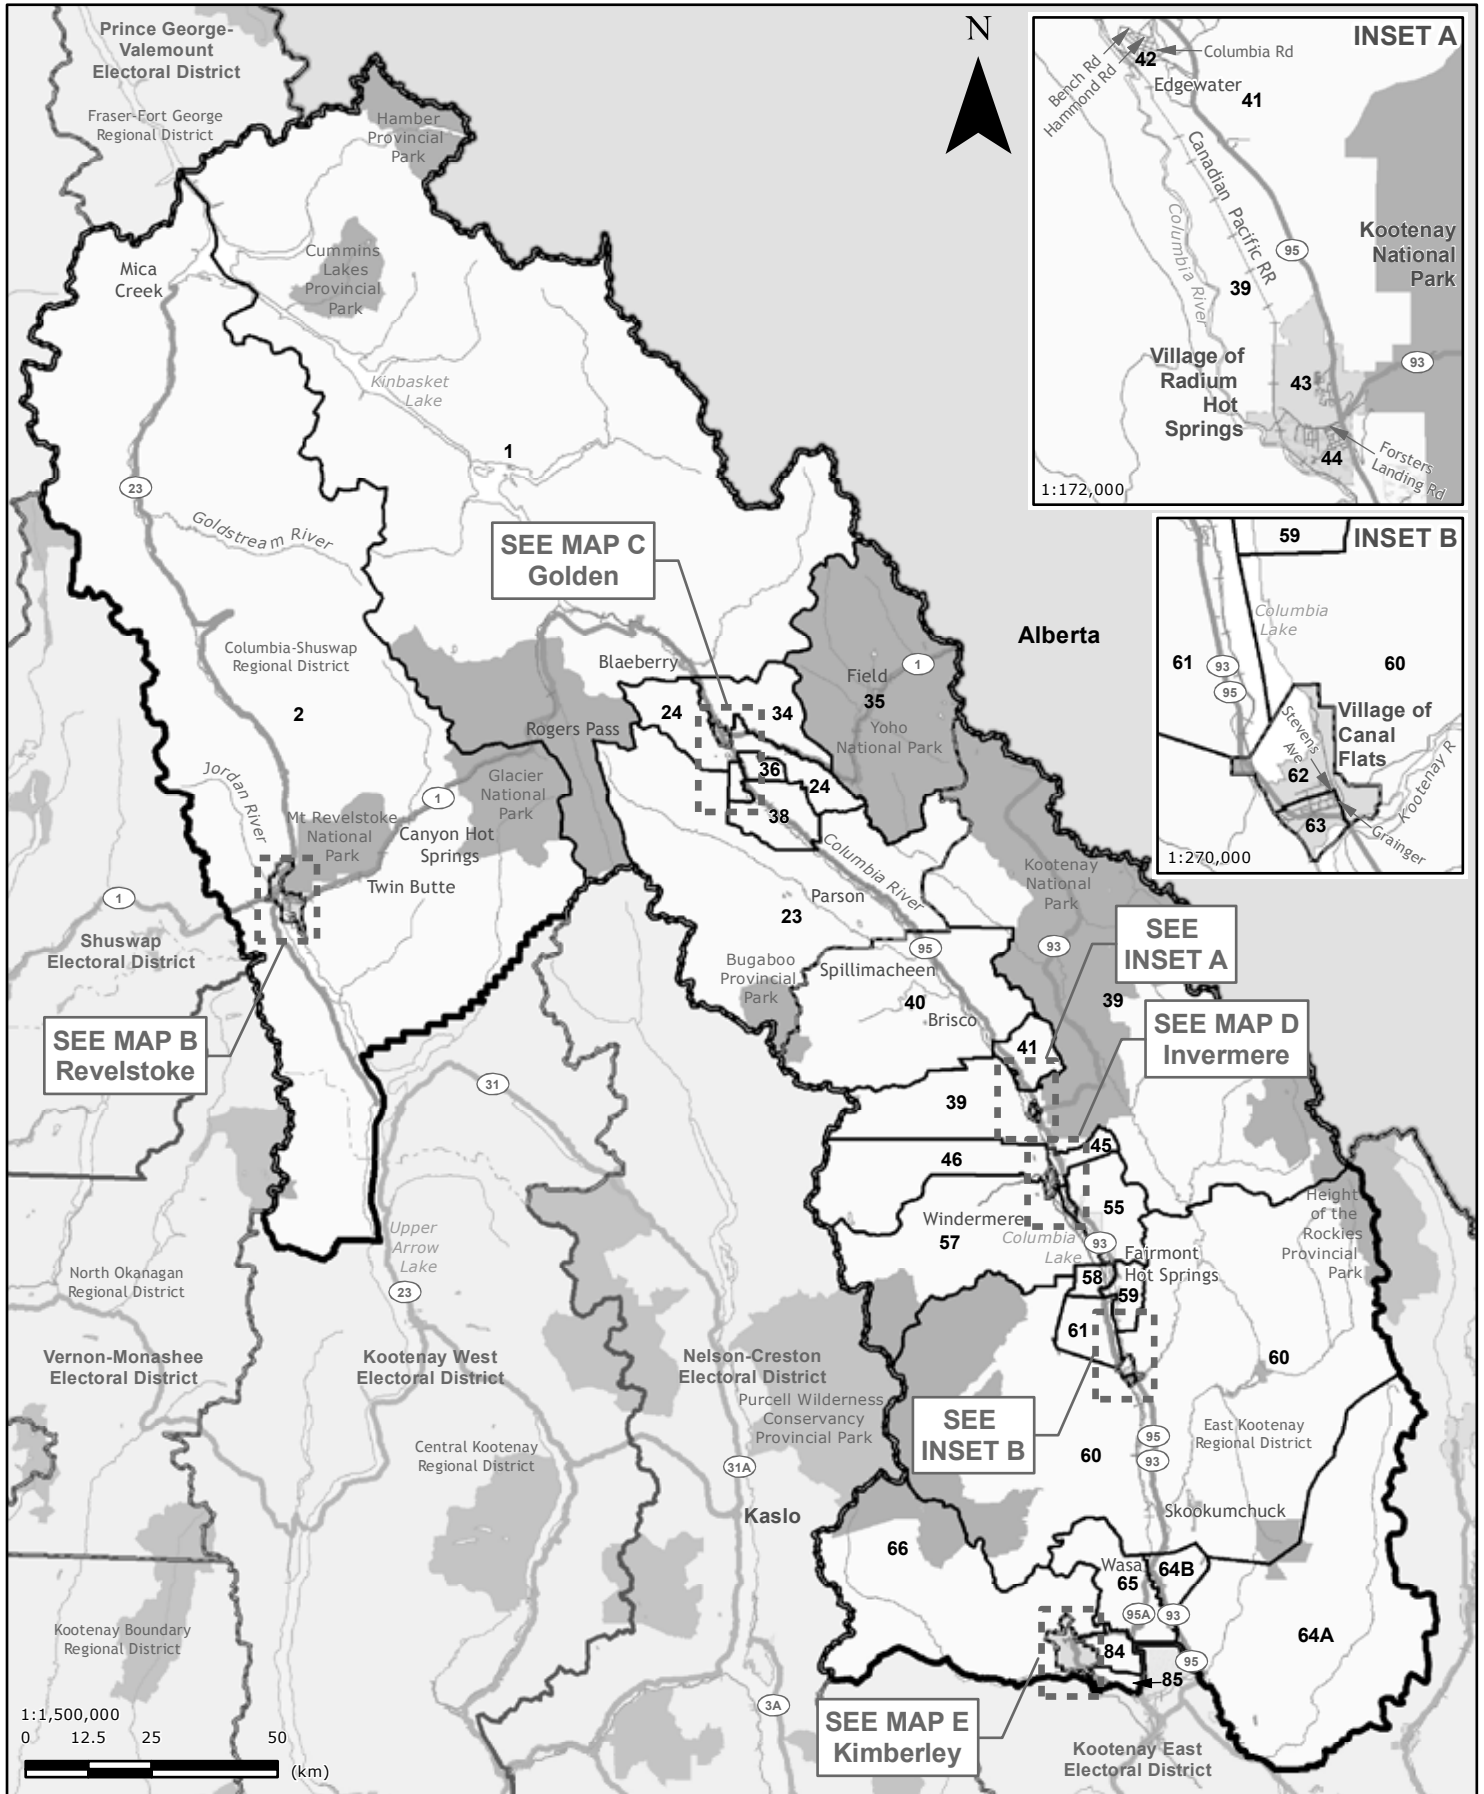 Prince George-
Valemount
Electoral District
Fraser-Fort George
Regional District
Hamber
Provincial
Park
N
INSET A
Bench Rd
Hammond Rd
Columbia Rd
42
Edgewater
41
Canadian Pacific RR
Columbia River
95
39
Kootenay
National
Park
Village of
Radium
Hot
Springs
93
43
44
Forsters
Landing Rd
1:172,000
Mica
Creek
Cummins
Lakes
Provincial
Park
Kinbasket
Lake
1
23
Goldstream River
SEE MAP C
Golden
INSET B
59
Columbia
Lake
61
93
95
60
Stevens
Ave
Village of
Canal
Flats
62
63
Kootenay R
Grainger
1:270,000
Alberta
Columbia-Shuswap
Regional District
2
Blaeberry
Field
1
35
Yoho
National Park
24
34
Rogers Pass
36
24
38
Jordan River
Glacier
National
Park
1
Mt Revelstoke
National
Park
Canyon Hot
Springs
Twin Butte
Columbia River
Parson
23
Kootenay
National
Park
1
Shuswap
Electoral District
95
93
SEE
INSET A
Bugaboo
Provincial
Park
Spillimacheen
40
Brisco
39
SEE MAP B
Revelstoke
SEE MAP D
Invermere
41
31
39
45
46
55
Windermere
57
Columbia
Lake
93
Fairmont
Hot Springs
Height
of the
Rockies
Provincial
Park
Upper
Arrow
Lake
23
North Okanagan
Regional District
58
59
61
Vernon-Monashee
Electoral District
Kootenay West
Electoral District
Nelson-Creston
Electoral District
Purcell Wilderness
Conservancy
Provincial Park
60
SEE
INSET B
East Kootenay
Regional District
95
93
60
Central Kootenay
Regional District
31A
Kaslo
Skookumchuck
66
Wasa
65
64B
95A
93
Kootenay Boundary
Regional District
84
64A
95
85
3A
SEE MAP E
Kimberley
Kootenay East
Electoral District
1:1,500,000
0 12.5 25 50
(km)